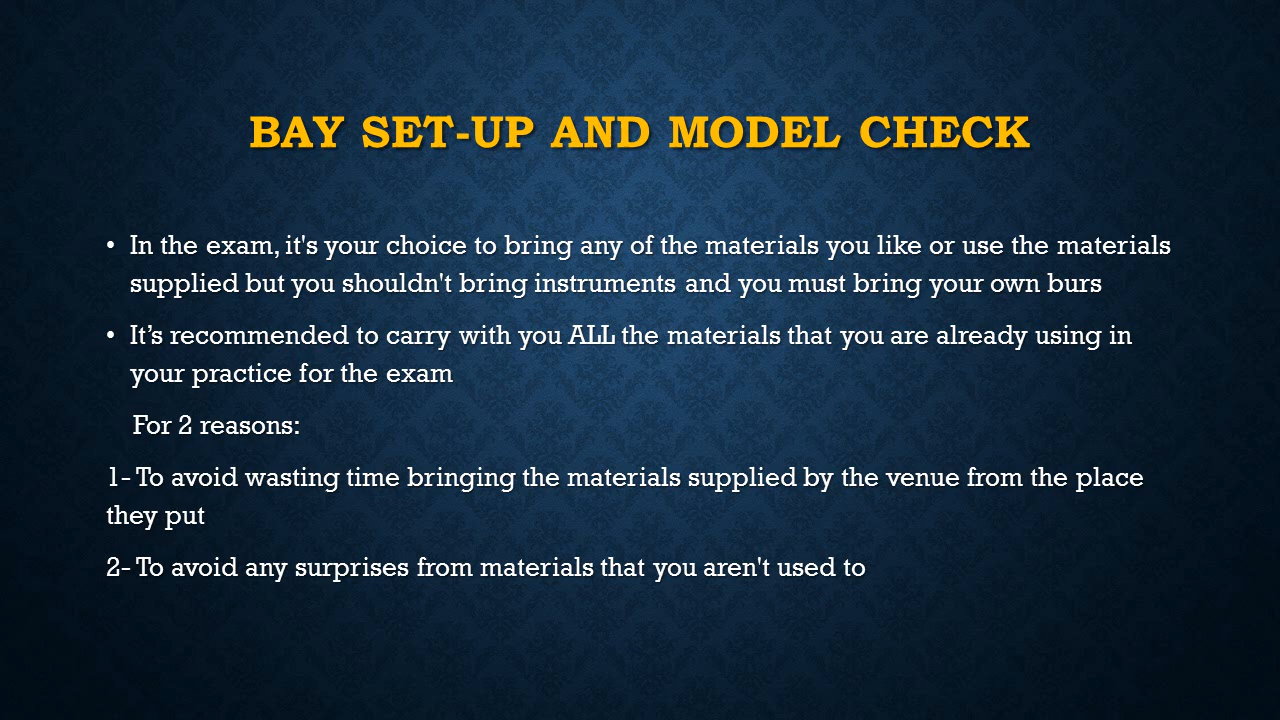 BAY SET-UP AND MODEL CHECK
• In the exam, it's your choice to bring any of the materials you like or use the materials
supplied but you shouldn't bring instruments and you must bring your own burs
• It’s recommended to carry with you ALL the materials that you are already using in
your practice for the exam
For 2 reasons:
1- To avoid wasting time bringing the materials supplied by the venue from the place
they put
2- To avoid any surprises from materials that you aren't used to